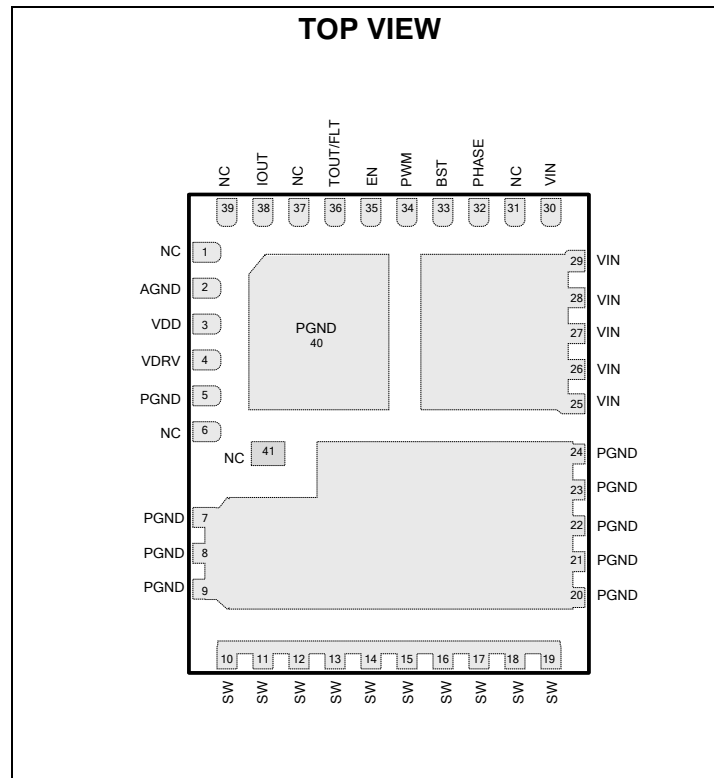 TOP VIEW
NC
IOUT
NC
TOUT/FLT
EN
PWM
BST
PHASE
NC
VIN
39 38 37 36 35 34 33 32 31 30
NC 1
AGND 2
VDD 3
VDRV 4
PGND 5
NC 6
PGND
40
29 VIN
28 VIN
27 VIN
26 VIN
25 VIN
NC 41
24 PGND
23 PGND
22 PGND
21 PGND
20 PGND
PGND 7
PGND 8
PGND 9
10 11 12 13 14 15 16 17 18 19
SW
SW
SW
SW
SW
SW
SW
SW
SW
SW